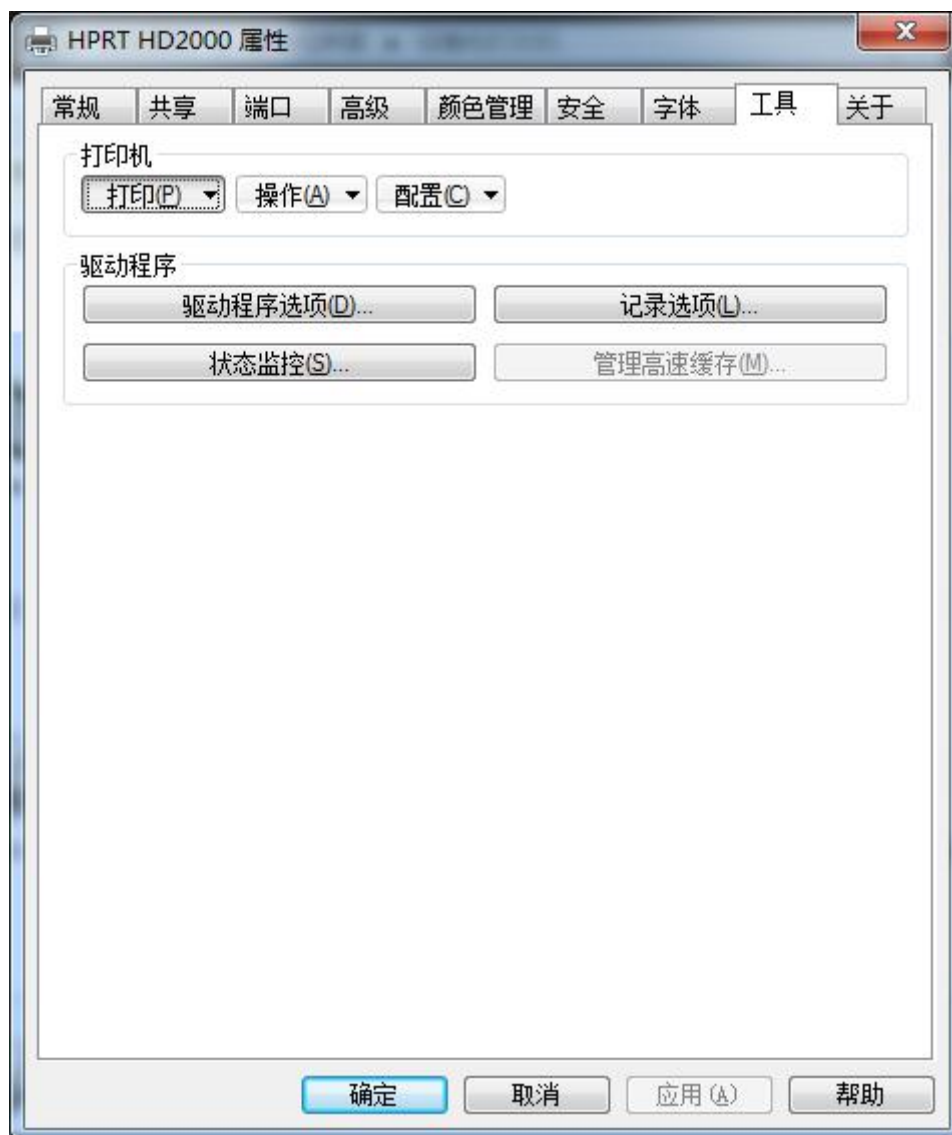 HPRT HD2000 属性
常规 共享 端口 高级 颜色管理 安全 字体 工具 关于
打印机
打印(P) 操作(A) 配置(C)
驱动程序
驱动程序选项(D)... 记录选项(L)...
状态监控(S)... 管理高速缓存(M)...
确定 取消 应用(A) 帮助